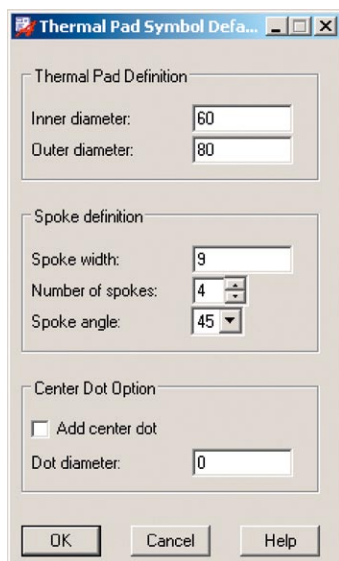 Thermal Pad Symbol Defa...
Thermal Pad Definition
Inner diameter: 60
Outer diameter: 80
Spoke definition
Spoke width: 9
Number of spokes: 4
Spoke angle: 45
Center Dot Option
Add center dot
Dot diameter: 0
OK Cancel Help